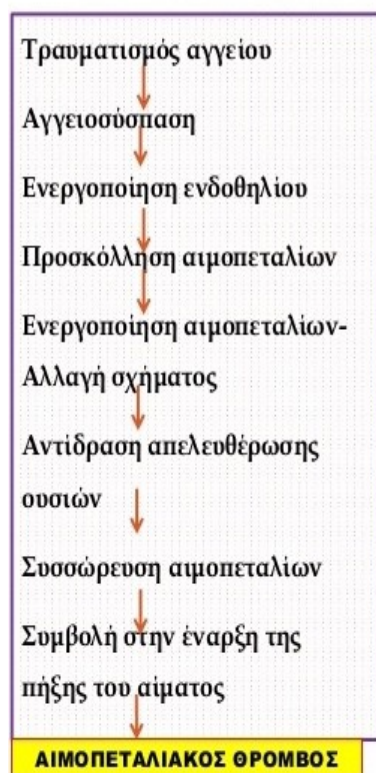 Τραυματισμός αγγείου
Αγγειοσύσπαση
Ενεργοποίηση ενδοθηλίου
Προσκόλληση αιμοπεταλίων
Ενεργοποίηση αιμοπεταλίων-
Αλλαγή σχήματος
Αντίδραση απελευθέρωσης
ουσιών
Συσσώρευση αιμοπεταλίων
Συμβολή στην έναρξη της
πήξης του αίματος
ΑΙΜΟΠΕΤΑΛΙΑΚΟΣ ΘΡΟΜΒΟΣ